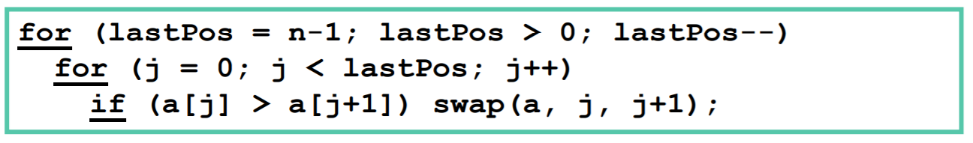 for (lastPos = n-1; lastPos > 0; lastPos--)
for (j = 0; j < lastPos; j++)
if (a[j] > a[j+1]) swap(a, j, j+1);